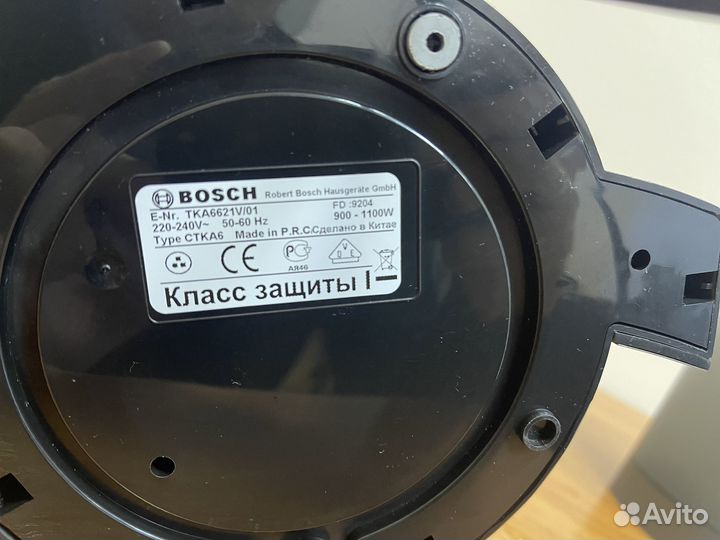 BOSCH Robert Bosch Hausgeräte GmbH
E-Nr. TKA6621V/01 FD :9204
220-240V~ 50-60 Hz 900 - 1100W
Type CTKA6 Made in P.R.C.Сделано в Китае
CE
АЯ46
Класс защиты I
Avito